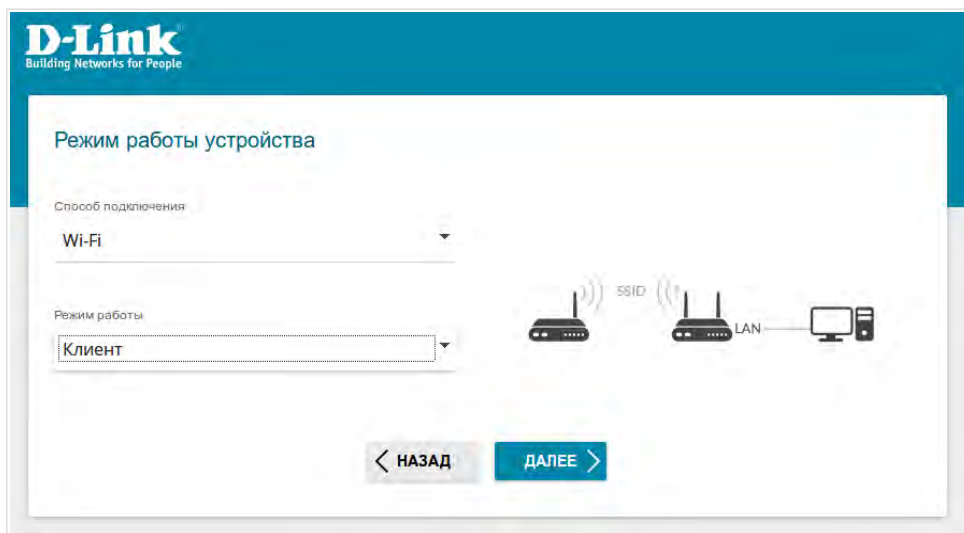 D-Link
Building Networks for People
Режим работы устройства
Способ подключения
Wi-Fi
Режим работы
Клиент
SSID
LAN
НАЗАД
ДАЛЕЕ